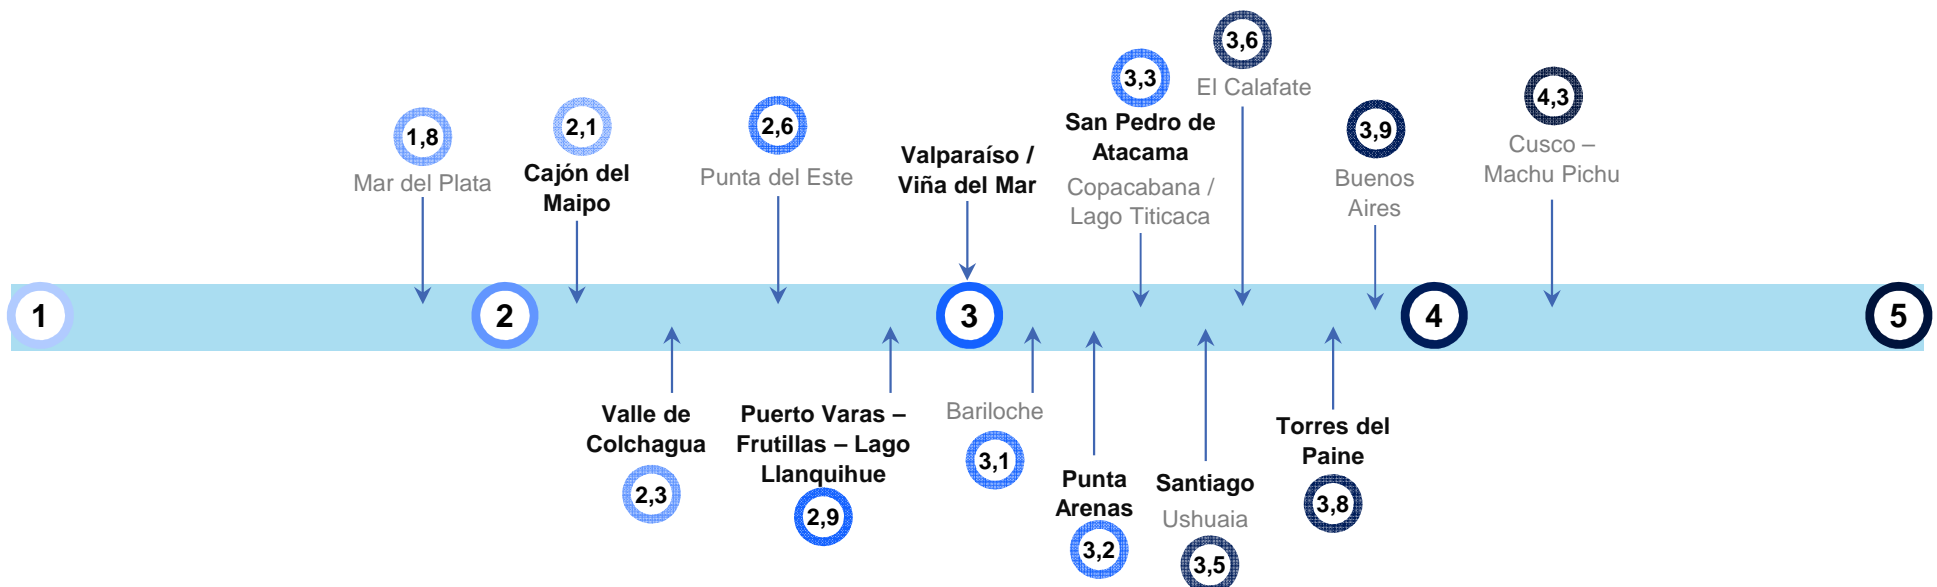 3,6
El Calafate
3,3
San Pedro de
Atacama
Copacabana /
Lago Titicaca
4,3
Cusco –
Machu Pichu
1,8
Mar del Plata
2,1
Cajón del
Maipo
2,6
Punta del Este
Valparaíso /
Viña del Mar
3,9
Buenos
Aires
1
2
3
4
5
Valle de
Colchagua
2,3
Puerto Varas –
Frutillas – Lago
Llanquihue
2,9
Bariloche
3,1
Punta
Arenas
3,2
Santiago
Ushuaia
3,5
Torres del
Paine
3,8